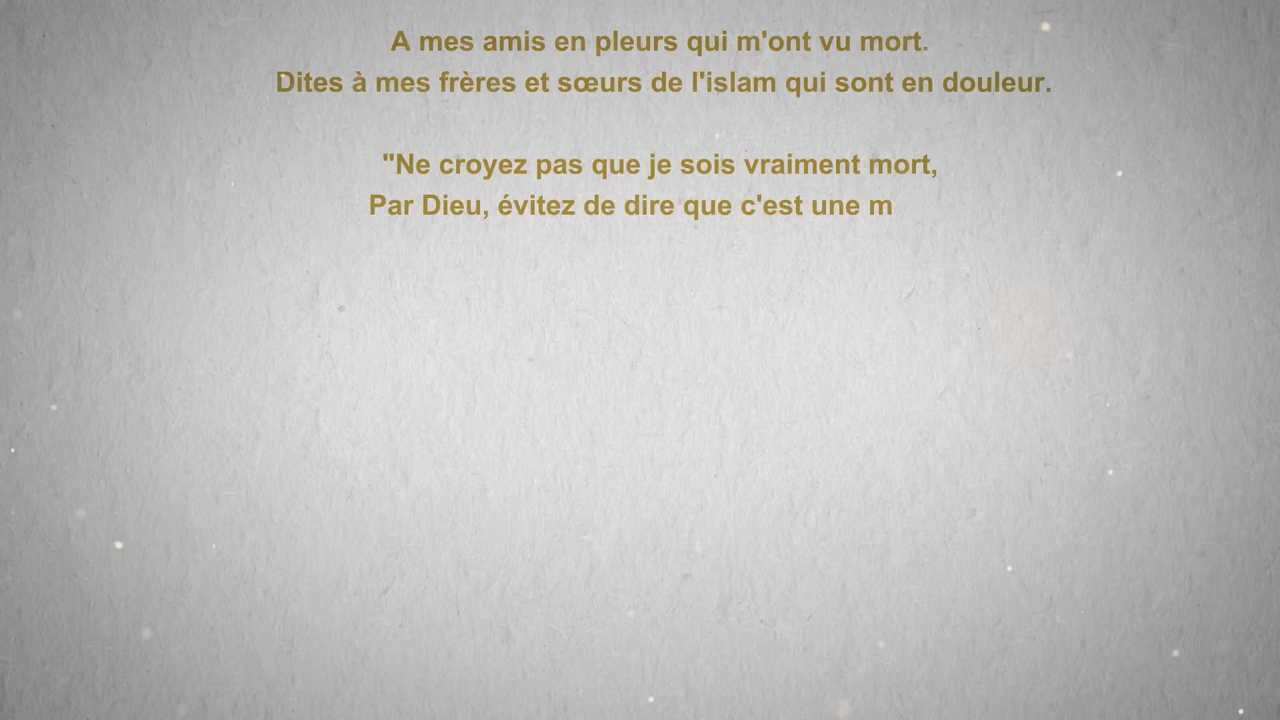 A mes amis en pleurs qui m'ont vu mort.
Dites à mes frères et sœurs de l'islam qui sont en douleur.
"Ne croyez pas que je sois vraiment mort,
Par Dieu, évitez de dire que c'est une m